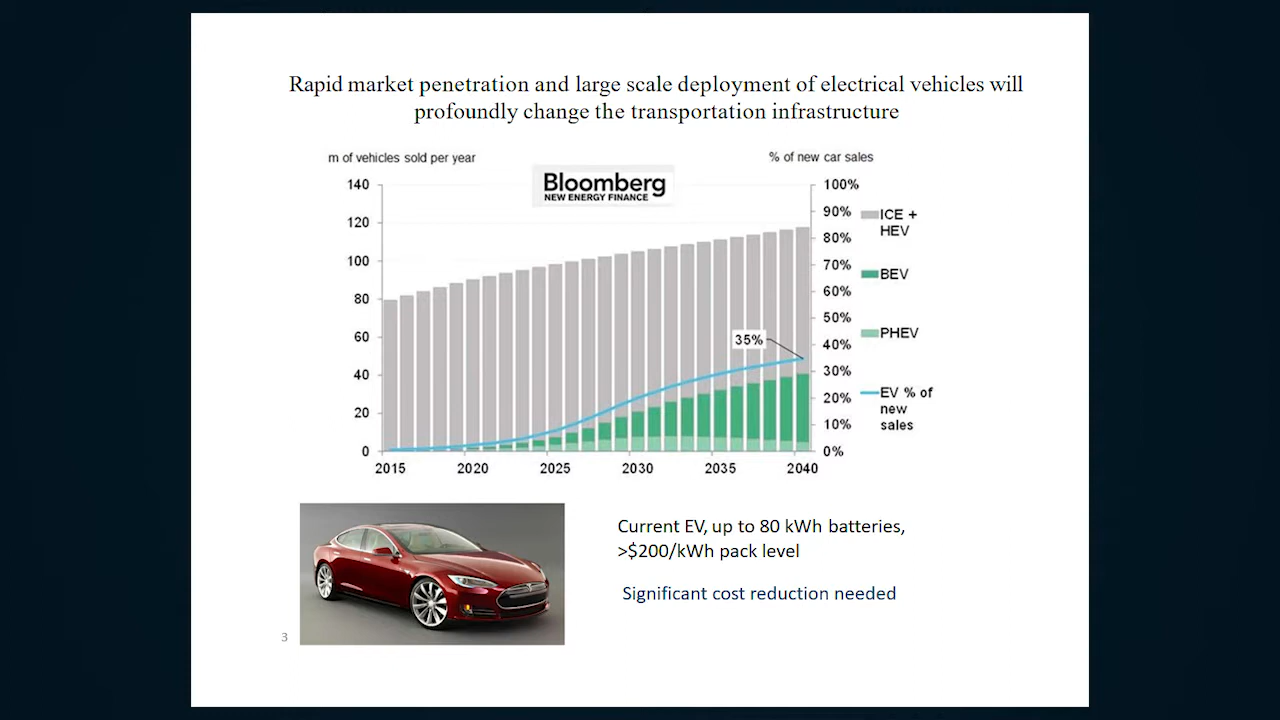 Rapid market penetration and large scale deployment of electrical vehicles will
profoundly change the transportation infrastructure
m of vehicles sold per year
% of new car sales
Bloomberg
NEW ENERGY FINANCE
140
120
100
80
60
40
20
0
100%
90%
80%
70%
60%
50%
40%
30%
20%
10%
0%
35%
2015
2020
2025
2030
2035
2040
ICE +
HEV
BEV
PHEV
EV % of
new
sales
Current EV, up to 80 kWh batteries,
>$200/kWh pack level
Significant cost reduction needed
3